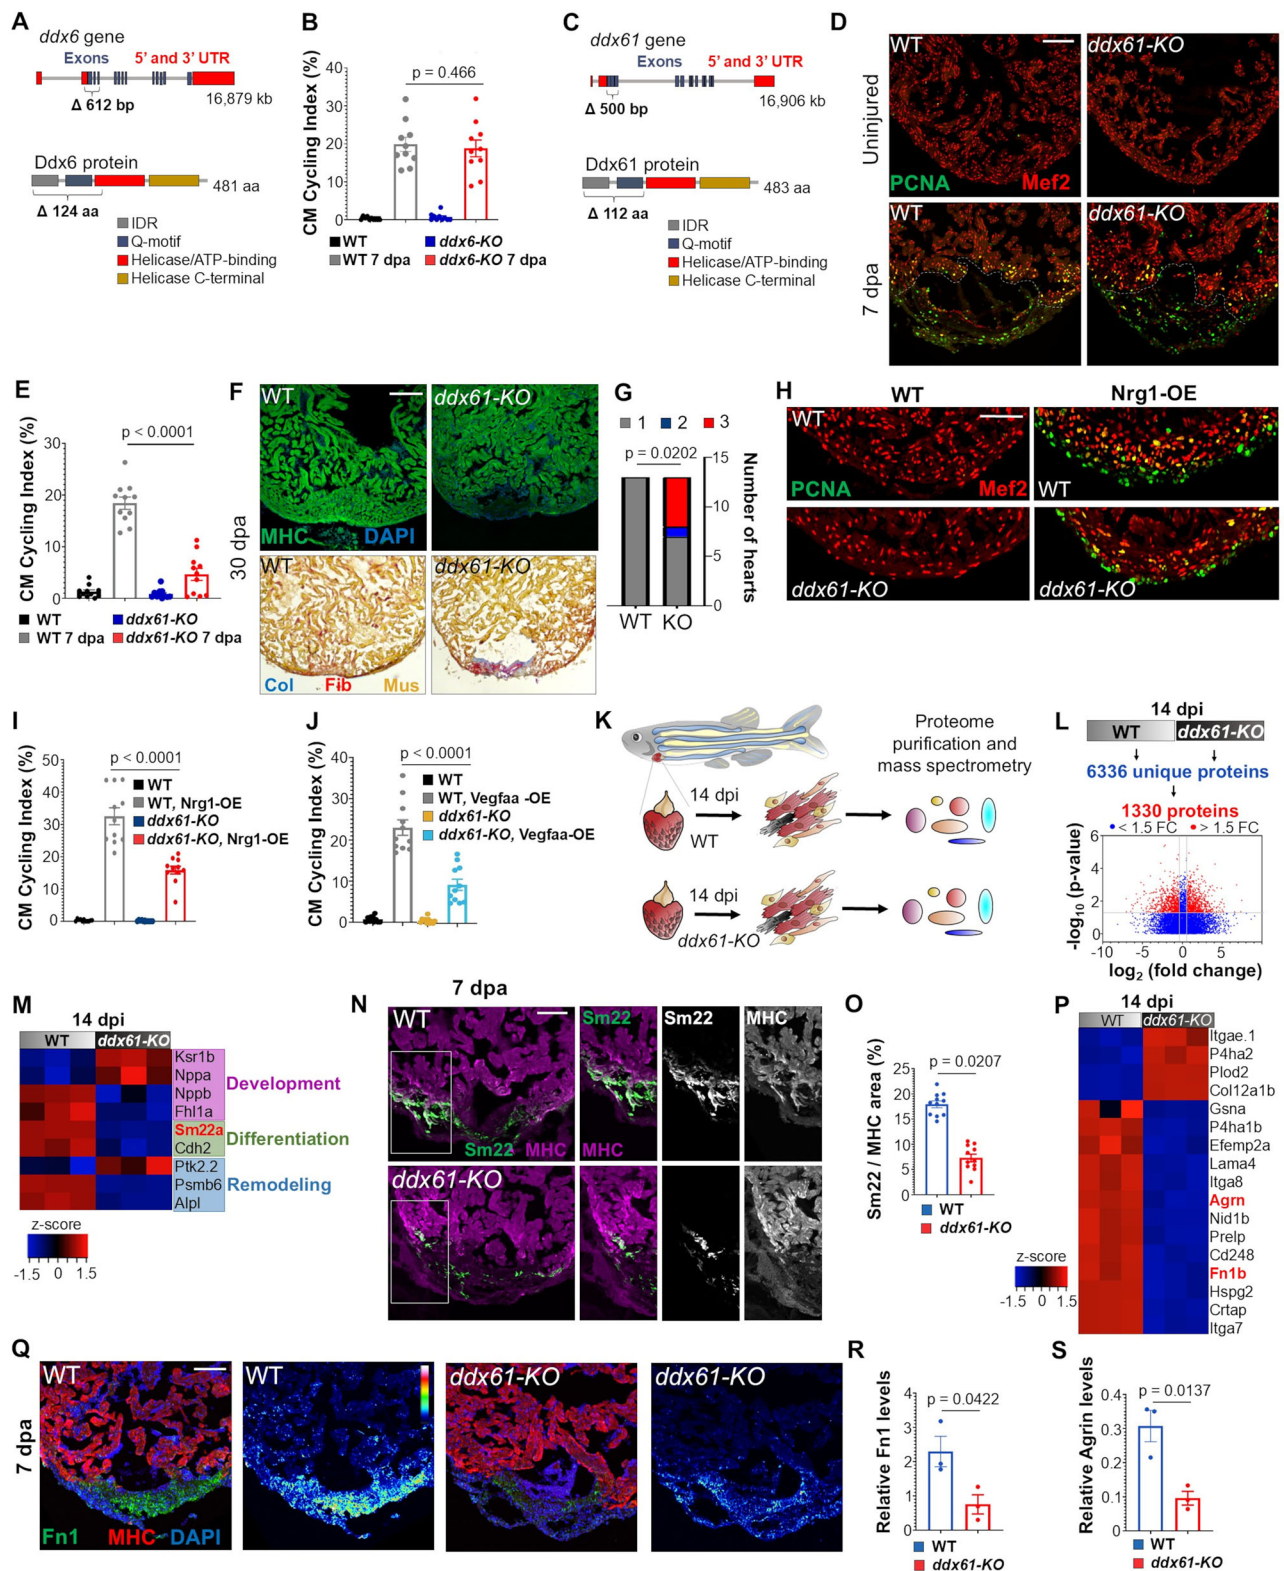 A
ddx6 gene
Exons
5’ and 3’ UTR
Δ 612 bp
16,879 kb
Ddx6 protein
481 aa
Δ 124 aa
IDR
Q-motif
Helicase/ATP-binding
Helicase C-terminal
B
CM Cycling Index (%)
40
30
20
10
0
p = 0.466
WT
ddx6-KO
WT 7 dpa
ddx6-KO 7 dpa
C
ddx61 gene
Exons
5’ and 3’ UTR
Δ 500 bp
16,906 kb
Ddx61 protein
483 aa
Δ 112 aa
IDR
Q-motif
Helicase/ATP-binding
Helicase C-terminal
D
Uninjured
WT
ddx61-KO
PCNA
Mef2
7 dpa
WT
ddx61-KO
E
CM Cycling Index (%)
30
20
10
0
p < 0.0001
WT
ddx61-KO
WT 7 dpa
ddx61-KO 7 dpa
F
30 dpa
WT
ddx61-KO
MHC
DAPI
WT
ddx61-KO
Col
Fib
Mus
G
1
2
3
p = 0.0202
15
10
5
0
Number of hearts
WT
KO
H
WT
Nrg1-OE
WT
PCNA
Mef2
WT
ddx61-KO
ddx61-KO
I
CM Cycling Index (%)
50
40
30
20
10
0
p < 0.0001
WT
WT, Nrg1-OE
ddx61-KO
ddx61-KO, Nrg1-OE
J
CM Cycling Index (%)
40
30
20
10
0
p < 0.0001
WT
WT, Vegfaa -OE
ddx61-KO
ddx61-KO, Vegfaa-OE
K
Proteome
purification and
mass spectrometry
14 dpi
WT
14 dpi
ddx61-KO
L
14 dpi
WT
ddx61-KO
6336 unique proteins
1330 proteins
< 1.5 FC
> 1.5 FC
-log10 (p-value)
6
4
2
0
-10
-5
0
5
10
log2 (fold change)
M
14 dpi
WT
ddx61-KO
Ksr1b
Nppa
Nppb
Fhl1a
Sm22a
Cdh2
Ptk2.2
Psmb6
Alpl
Development
Differentiation
Remodeling
z-score
-1.5
0
1.5
N
7 dpa
WT
Sm22
MHC
Sm22
MHC
Sm22
MHC
ddx61-KO
O
Sm22 / MHC area (%)
25
20
15
10
5
0
p = 0.0207
WT
ddx61-KO
P
14 dpi
WT
ddx61-KO
Itgae.1
P4ha2
Plod2
Col12a1b
Gsna
P4ha1b
Efemp2a
Lama4
Itga8
Agrn
Nid1b
Prelp
Cd248
Fn1b
Hspg2
Crtap
Itga7
z-score
-1.5
0
1.5
Q
7 dpa
WT
WT
ddx61-KO
ddx61-KO
Fn1
MHC
DAPI
R
Relative Fn1 levels
4
3
2
1
0
p = 0.0422
WT
ddx61-KO
S
Relative Agrin levels
0.4
0.3
0.2
0.1
0
p = 0.0137
WT
ddx61-KO